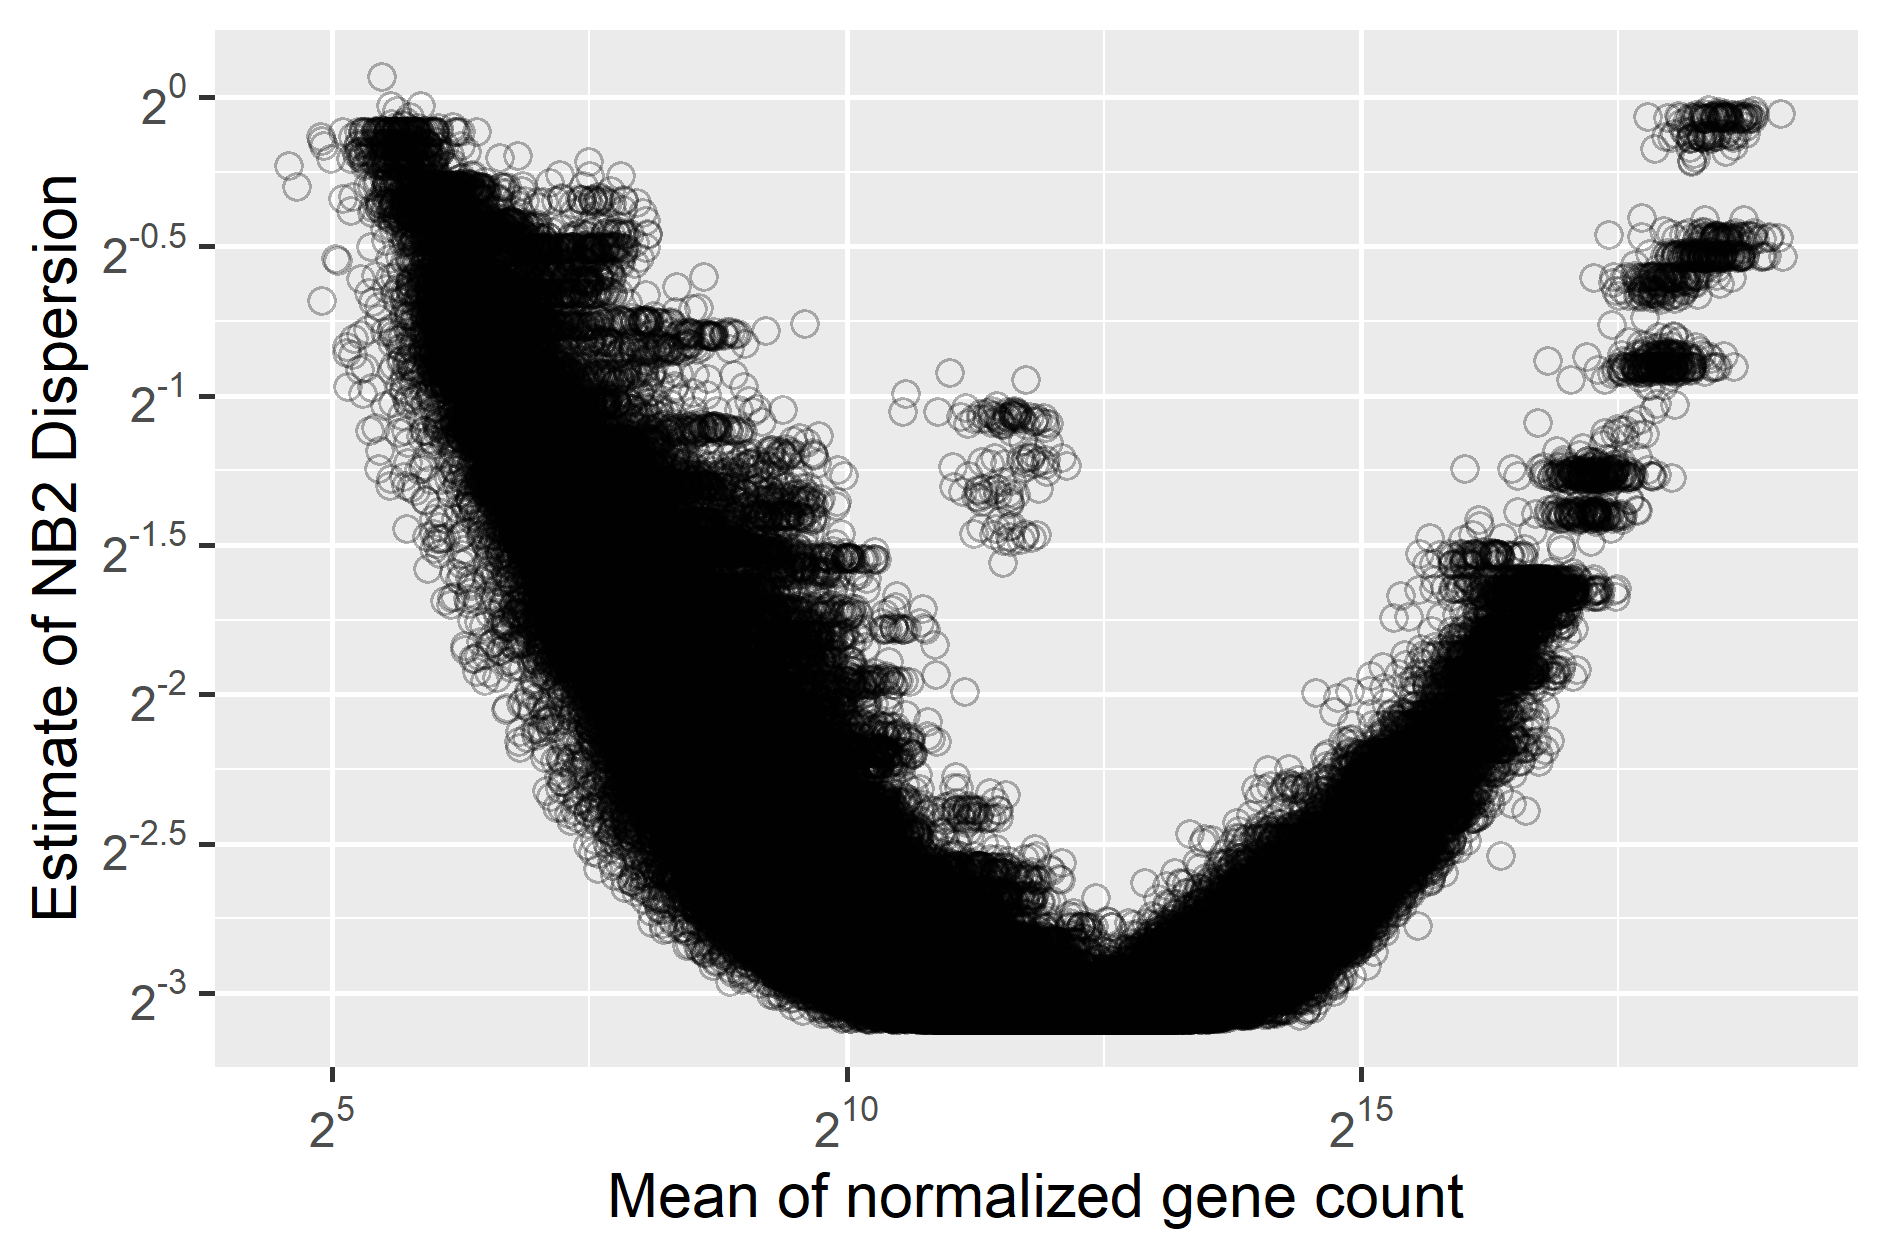 Estimate of NB2 Dispersion
2^0
2^-0.5
2^-1
2^-1.5
2^-2
2^-2.5
2^-3
2^5 2^10 2^15
Mean of normalized gene count